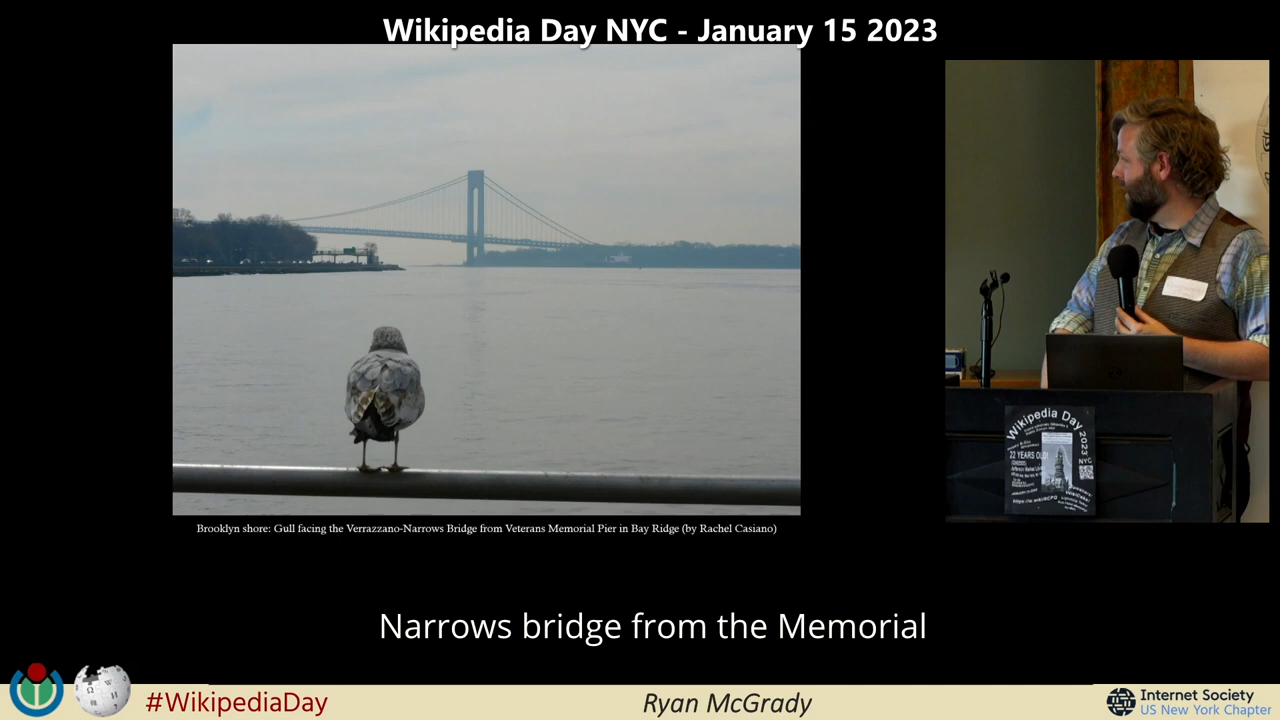 Wikipedia Day NYC - January 15 2023
Brooklyn shore: Gull facing the Verrazzano-Narrows Bridge from Veterans Memorial Pier in Bay Ridge (by Rachel Casiano)
Wikipedia Day 2023
NYC
22 YEARS OLD!
Narrows bridge from the Memorial
#WikipediaDay
Ryan McGrady
Internet Society
US New York Chapter